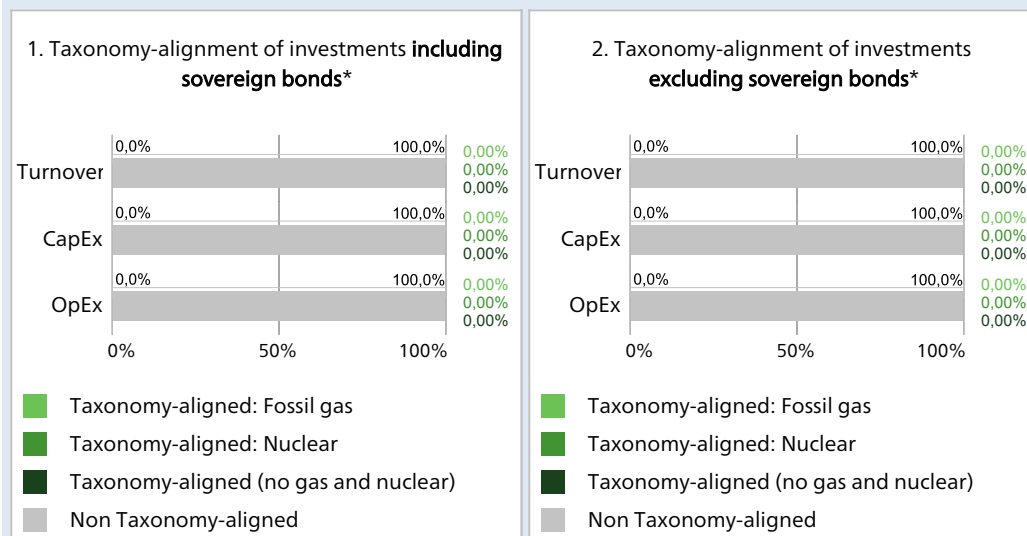 1. Taxonomy-alignment of investments including
sovereign bonds*
0,0% 100,0% 0,00%
Turnover 0,00%
0,00%
0,0% 100,0% 0,00%
CapEx 0,00%
0,00%
0,0% 100,0% 0,00%
OpEx 0,00%
0,00%
0% 50% 100%
Taxonomy-aligned: Fossil gas
Taxonomy-aligned: Nuclear
Taxonomy-aligned (no gas and nuclear)
Non Taxonomy-aligned
2. Taxonomy-alignment of investments
excluding sovereign bonds*
0,0% 100,0% 0,00%
Turnover 0,00%
0,00%
0,0% 100,0% 0,00%
CapEx 0,00%
0,00%
0,0% 100,0% 0,00%
OpEx 0,00%
0,00%
0% 50% 100%
Taxonomy-aligned: Fossil gas
Taxonomy-aligned: Nuclear
Taxonomy-aligned (no gas and nuclear)
Non Taxonomy-aligned